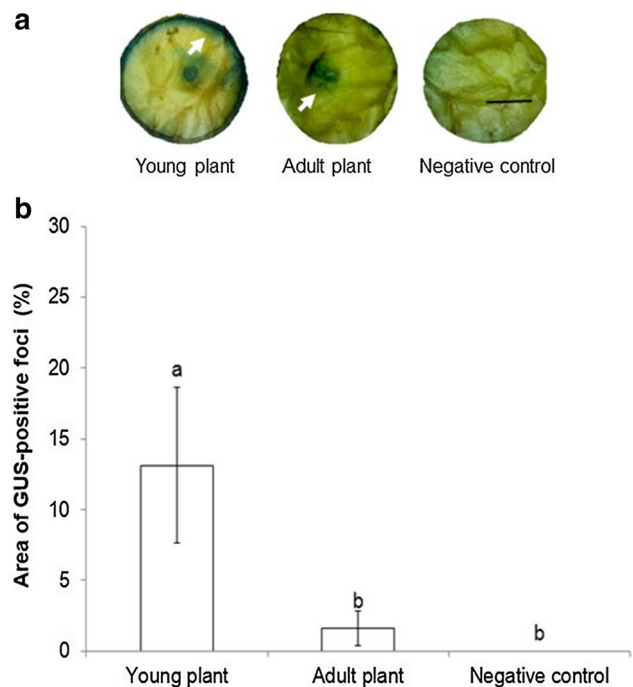 a
Young plant Adult plant Negative control
b
Area of GUS-positive foci (%)
30
25
20
15
10
5
0
a
b
b
Young plant Adult plant Negative control